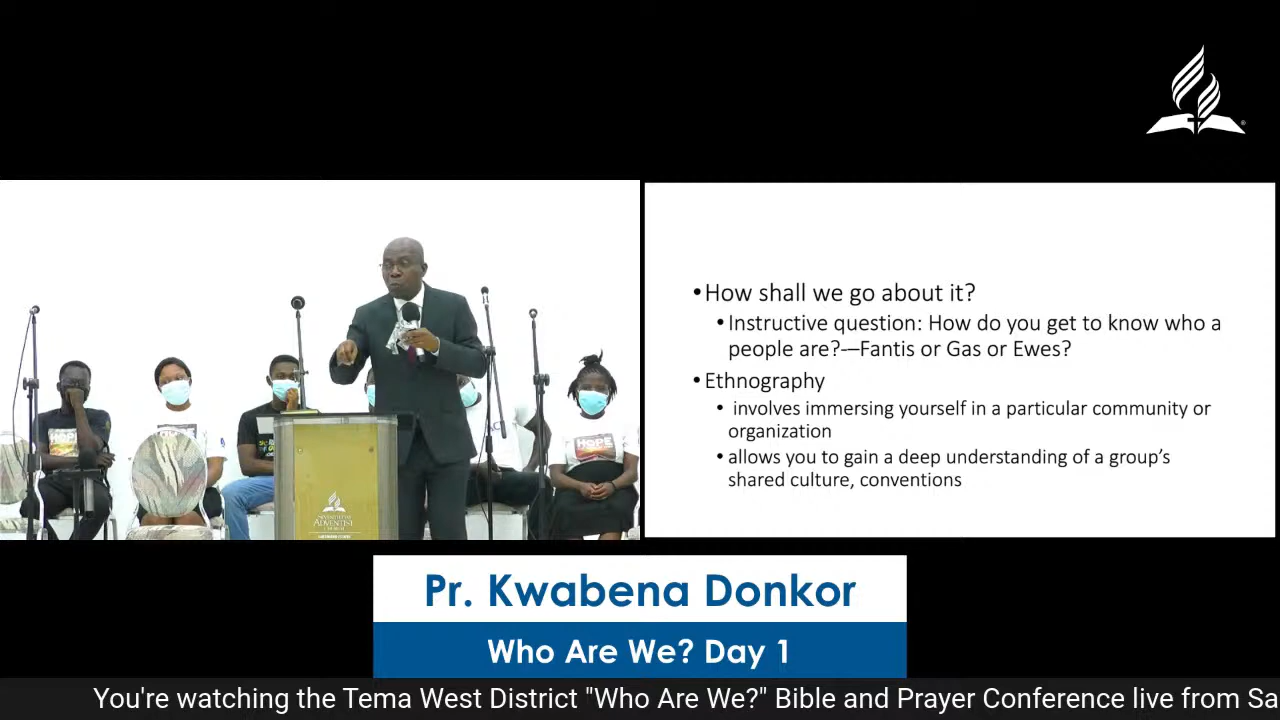 •How shall we go about it?
•Instructive question: How do you get to know who a
people are?-–Fantis or Gas or Ewes?
•Ethnography
• involves immersing yourself in a particular community or
organization
•allows you to gain a deep understanding of a group's
shared culture, conventions
HOPE
HOPE
ADVENTIST
Pr. Kwabena Donkor
Who Are We? Day 1
You're watching the Tema West District "Who Are We?" Bible and Prayer Conference live from Sa